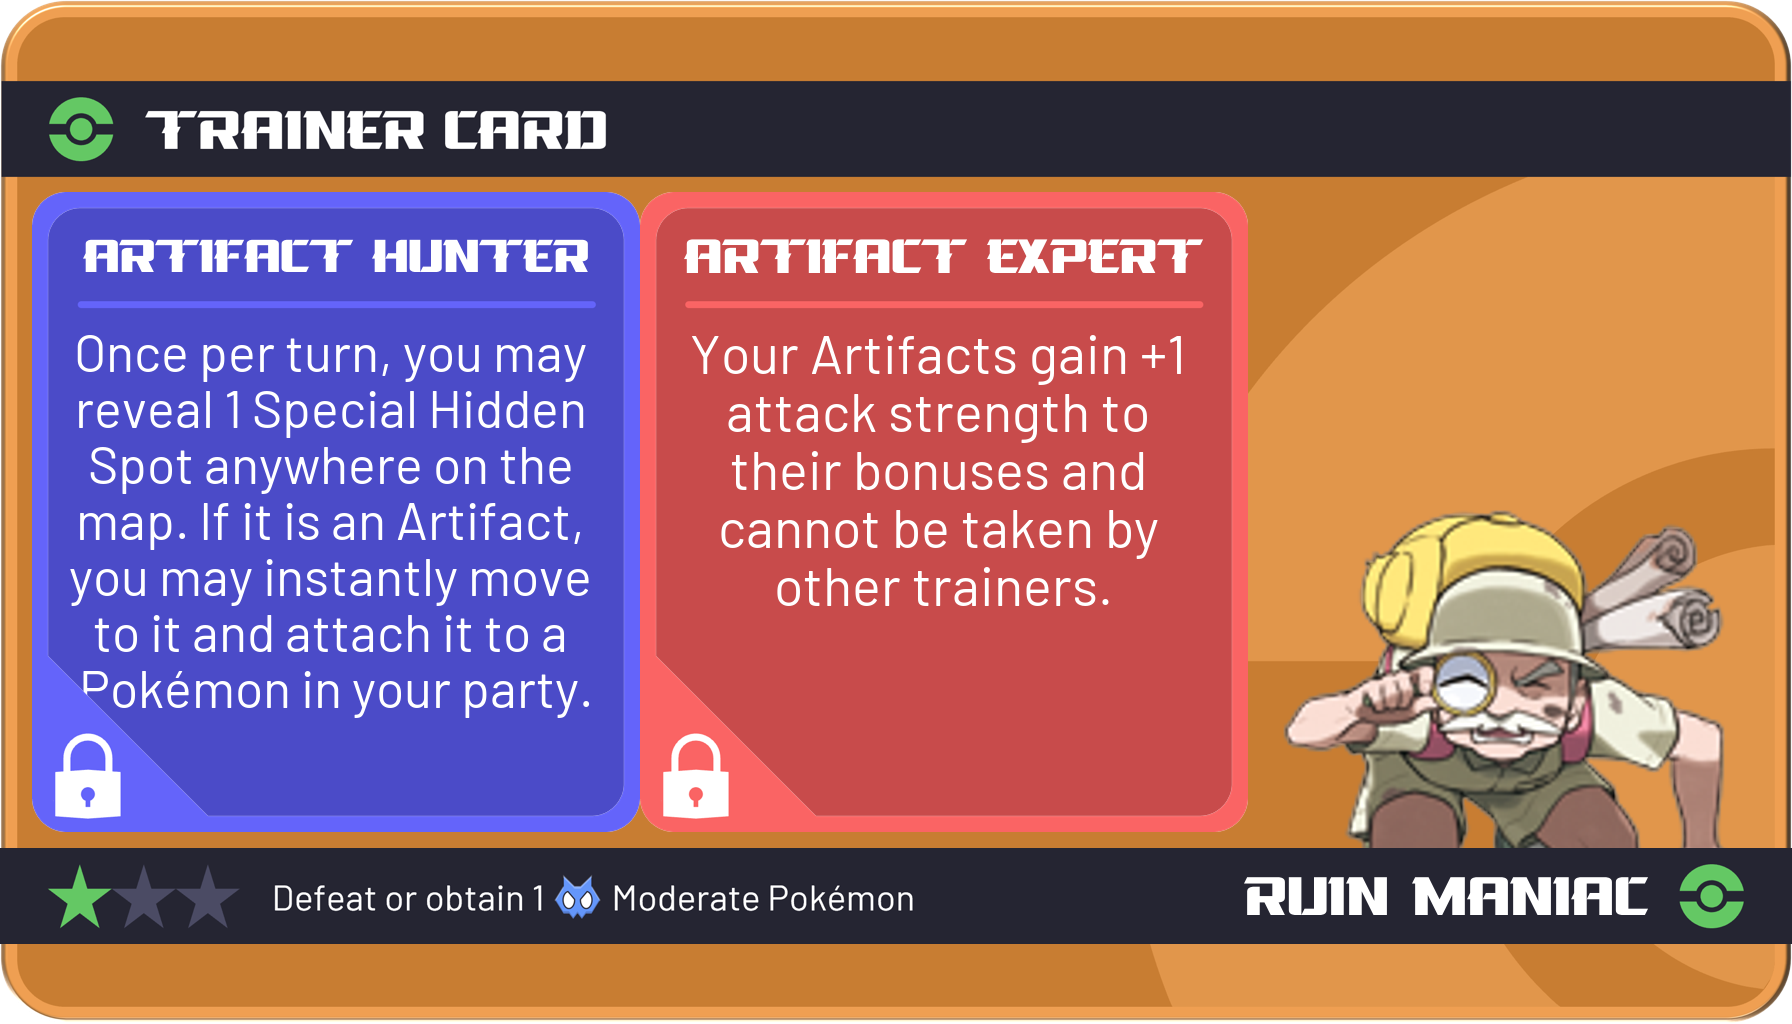 TRAINER CARD
ARTIFACT HUNTER
Once per turn, you may
reveal 1 Special Hidden
Spot anywhere on the
map. If it is an Artifact,
you may instantly move
to it and attach it to a
Pokémon in your party.
ARTIFACT EXPERT
Your Artifacts gain +1
attack strength to
their bonuses and
cannot be taken by
other trainers.
Defeat or obtain 1 Moderate Pokémon
RUIN MANIAC